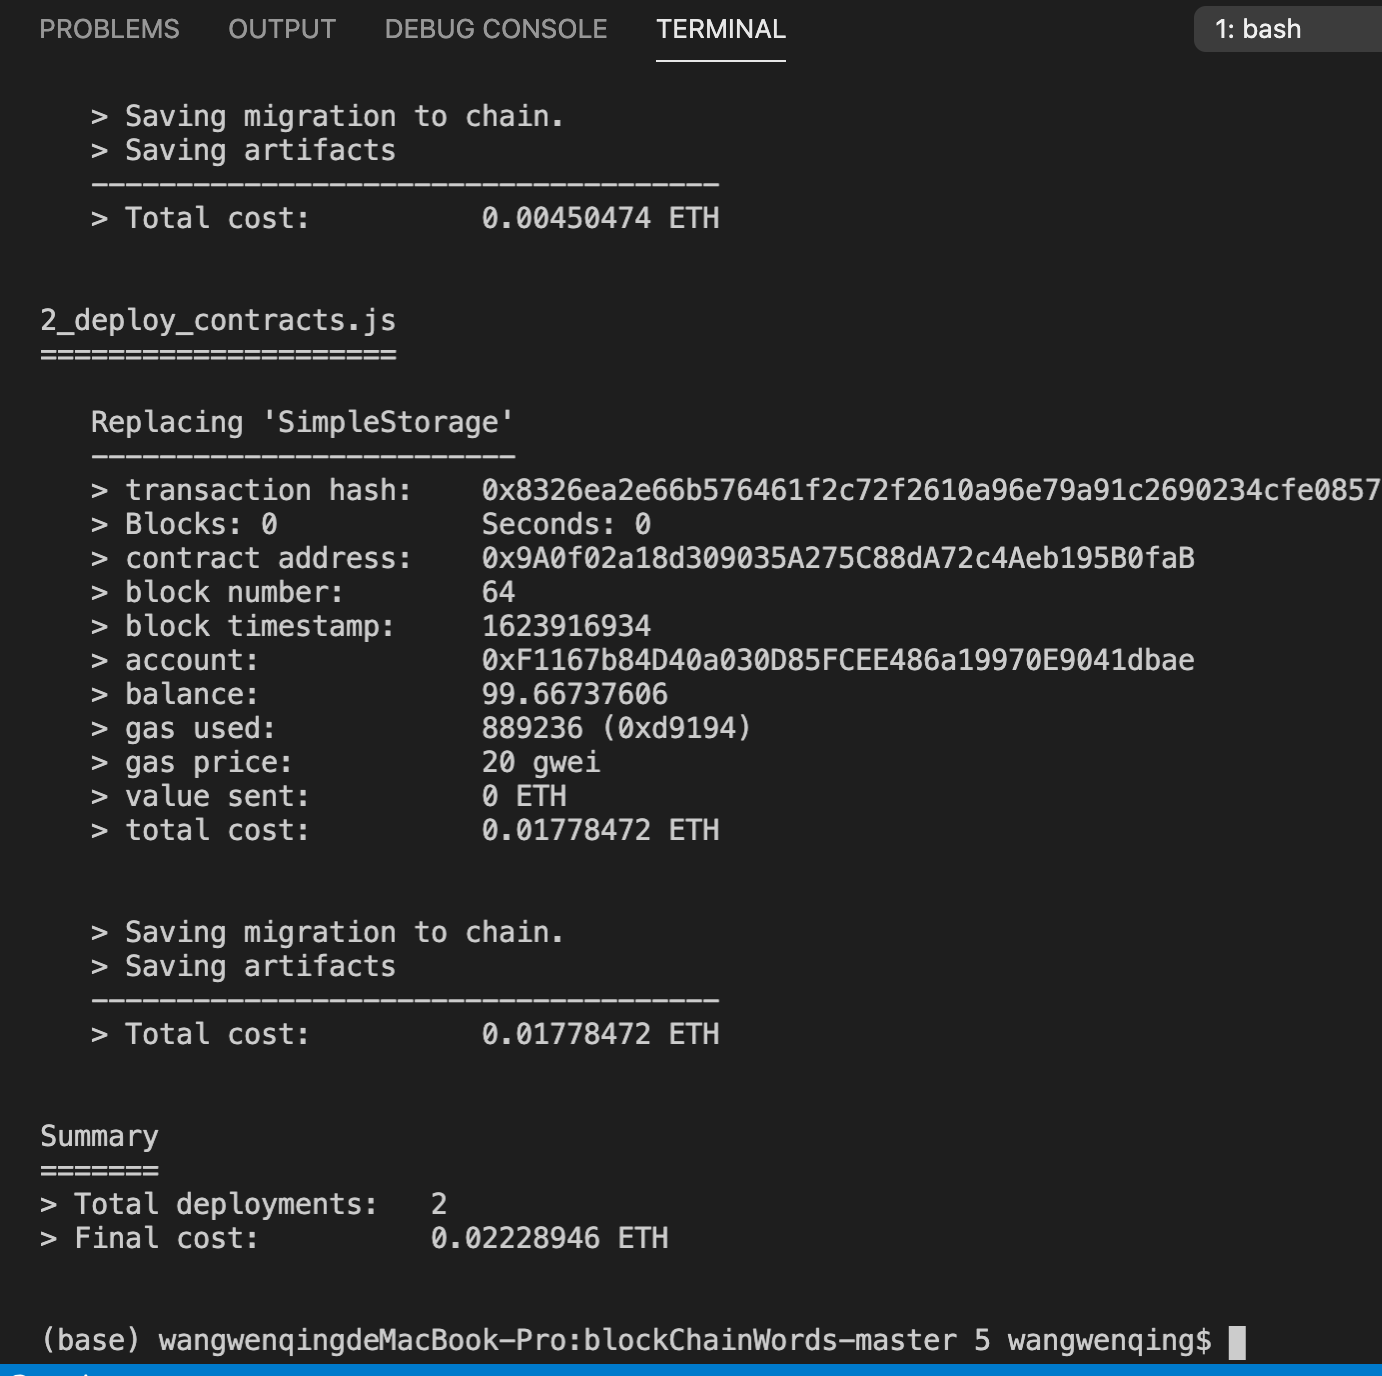 PROBLEMS OUTPUT DEBUG CONSOLE TERMINAL 1: bash
> Saving migration to chain.
> Saving artifacts
-------------------------------------
> Total cost: 0.00450474 ETH
2_deploy_contracts.js
=====================
Replacing 'SimpleStorage'
-------------------------
> transaction hash: 0x8326ea2e66b576461f2c72f2610a96e79a91c2690234cfe0857
> Blocks: 0 Seconds: 0
> contract address: 0x9A0f02a18d309035A275C88dA72c4Aeb195B0faB
> block number: 64
> block timestamp: 1623916934
> account: 0xF1167b84D40a030D85FCEE486a19970E9041dbae
> balance: 99.66737606
> gas used: 889236 (0xd9194)
> gas price: 20 gwei
> value sent: 0 ETH
> total cost: 0.01778472 ETH
> Saving migration to chain.
> Saving artifacts
-------------------------------------
> Total cost: 0.01778472 ETH
Summary
=======
> Total deployments: 2
> Final cost: 0.02228946 ETH
(base) wangwenqingdeMacBook-Pro:blockChainWords-master 5 wangwenqing$